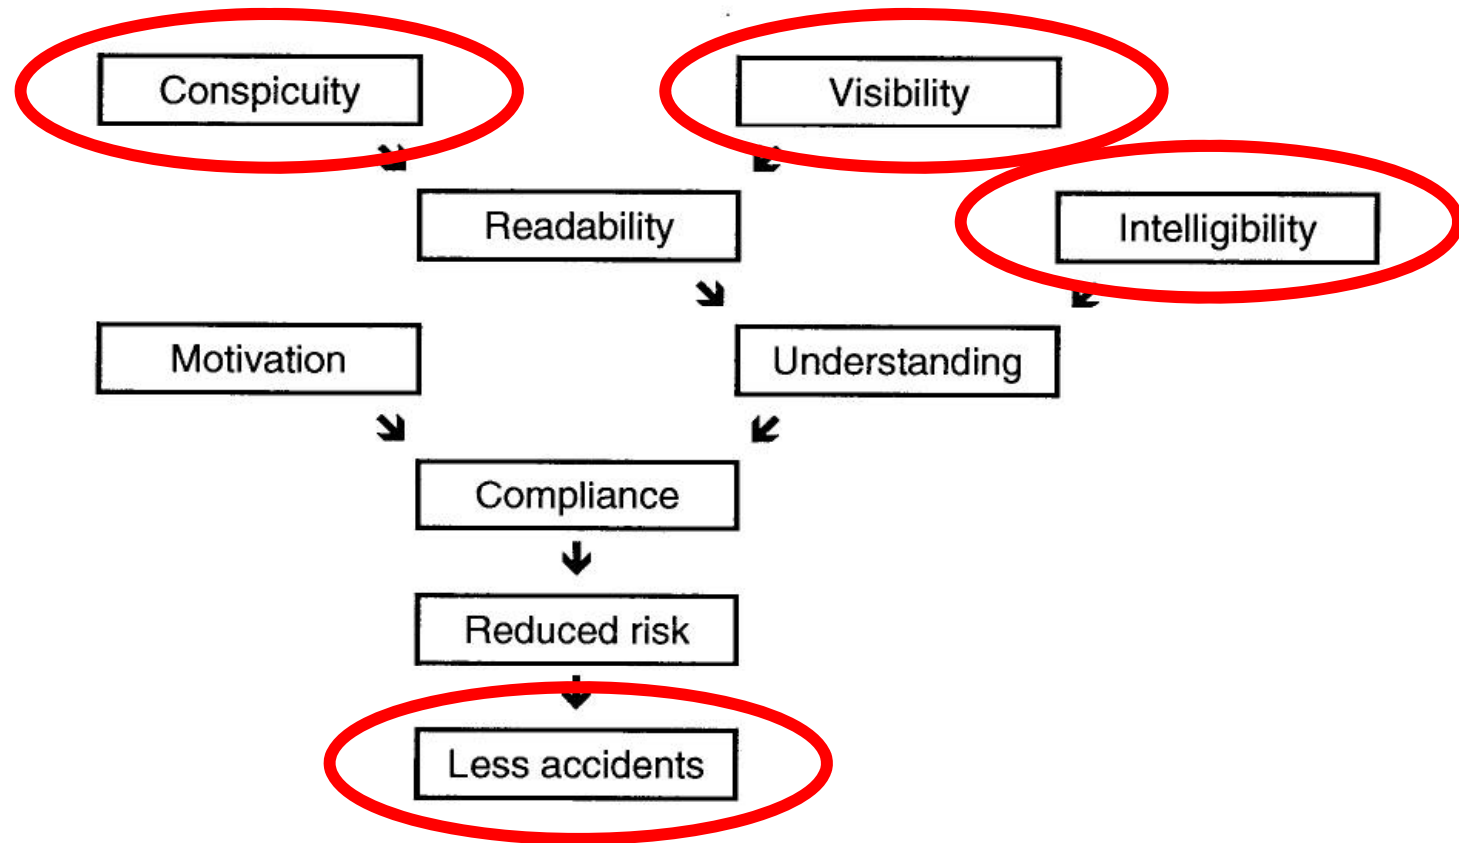 Conspicuity
Visibility
Readability
Intelligibility
Motivation
Understanding
Compliance
Reduced risk
Less accidents